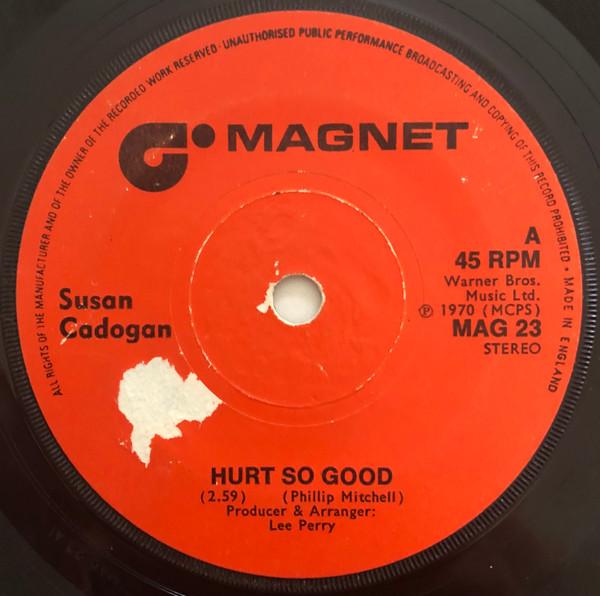 ALL RIGHTS OF THE MANUFACTURER AND OF THE OWNER OF THE RECORDED WORK RESERVED · UNAUTHORISED PUBLIC PERFORMANCE BROADCASTING AND COPYING OF THIS RECORD PROHIBITED • MADE IN ENGLAND
MAGNET
A
45 RPM
Warner Bros.
Music Ltd.
℗ 1970 (MCPS)
MAG 23
STEREO
Susan
Cadogan
HURT SO GOOD
(2.59) (Phillip Mitchell)
Producer & Arranger:
Lee Perry